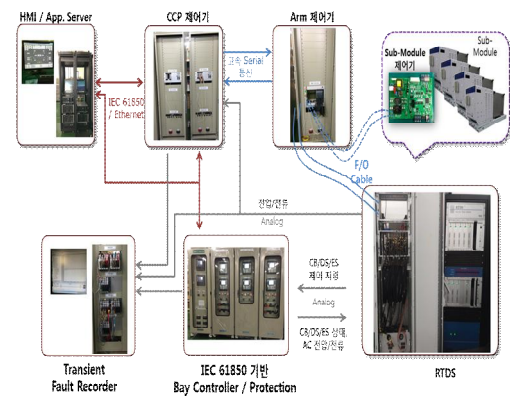 HMI / App. Server
CCP 제어기
Arm 제어기
Sub-Module
제어기
Sub-
Module
고속 Serial
통신
IEC 61850
/ Ethernet
F/O
Cable
전압/전류
Analog
CB/DS/ES
제어 지령
Analog
CB/DS/ES 상태,
AC 전압/전류
Transient
Fault Recorder
IEC 61850 기반
Bay Controller / Protection
RTDS